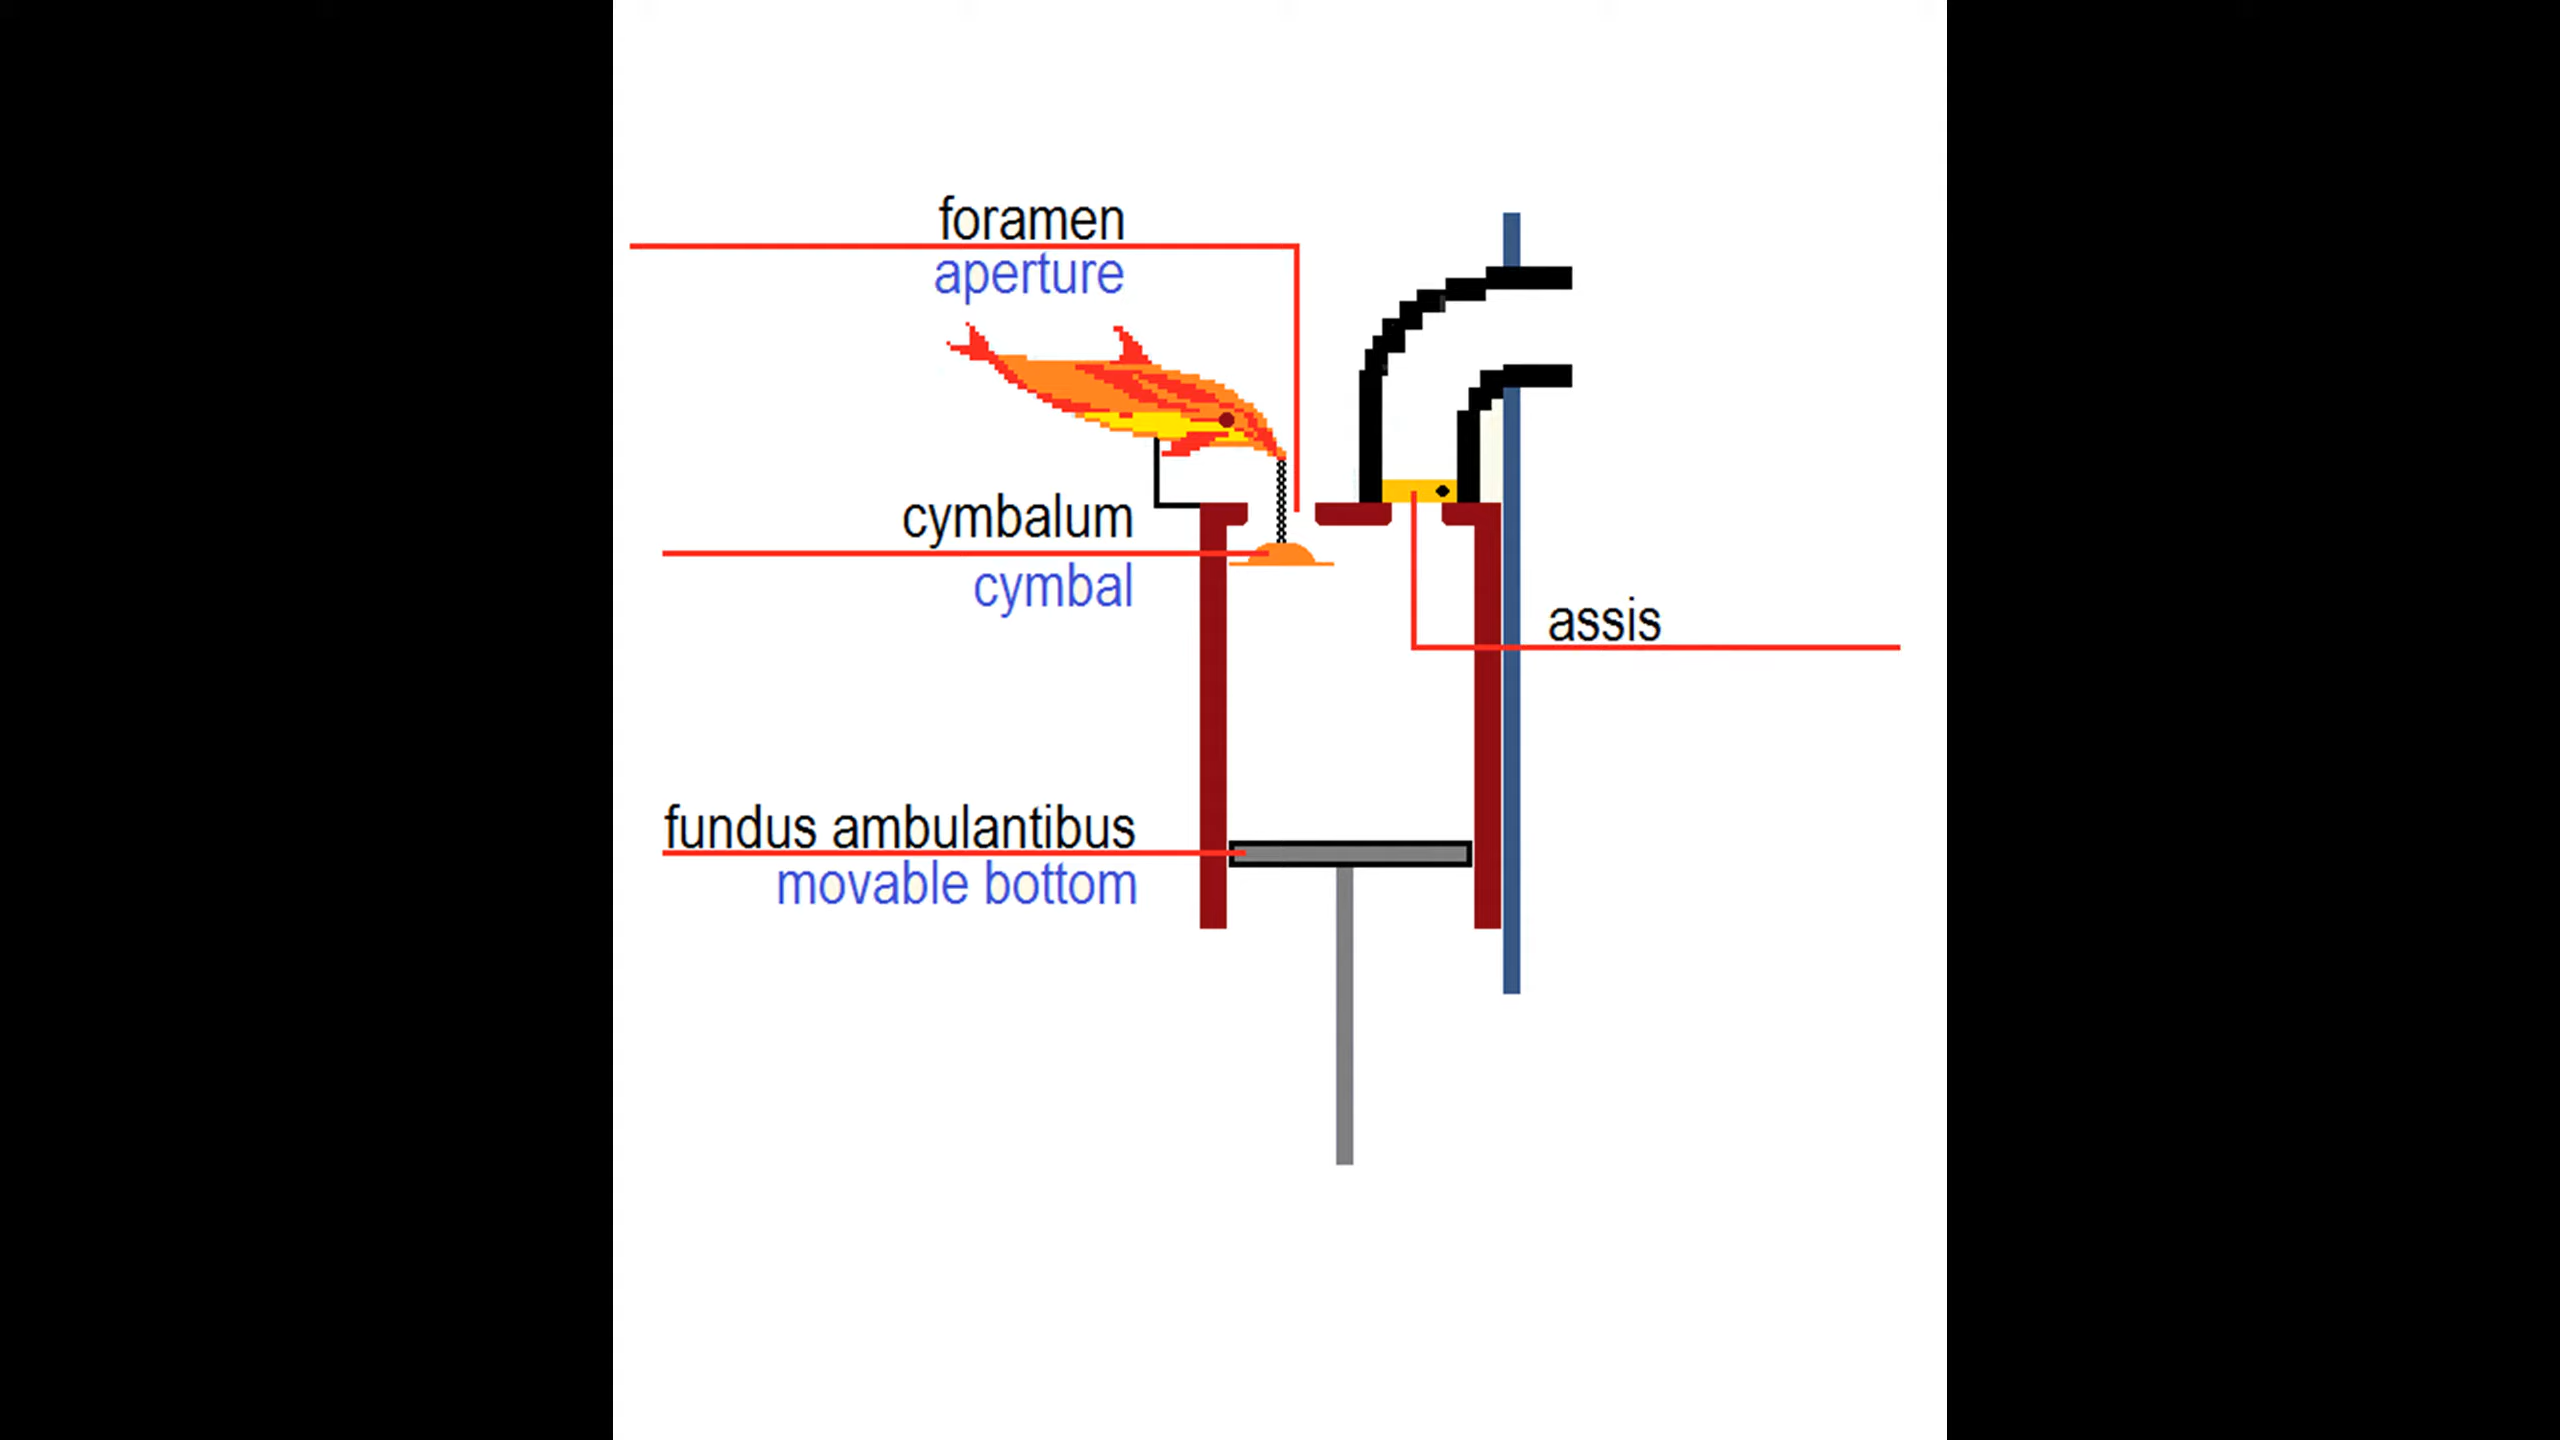 foramen
aperture
cymbalum
cymbal
assis
fundus ambulantibus
movable bottom